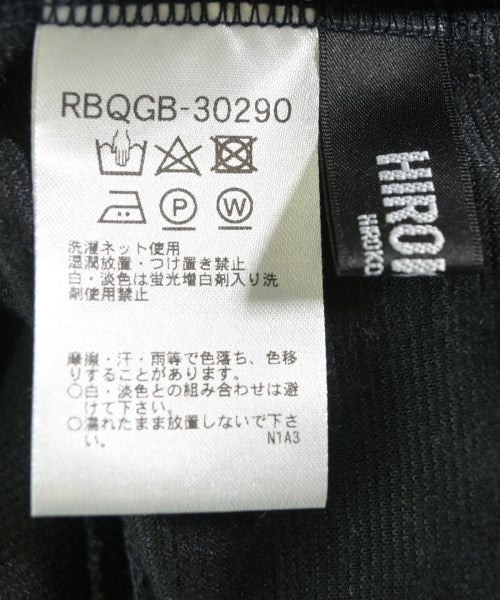 RBQGB-30290
P W
洗濯ネット使用
湿潤放置・つけ置き禁止
白・淡色は蛍光増白剤入り洗
剤使用禁止
摩擦・汗・雨等で色落ち、色移
りすることがあります。
○白・淡色との組み合わせは避
けて下さい。
○濡れたまま放置しないで下さ
い。
N1A3
HIROKO